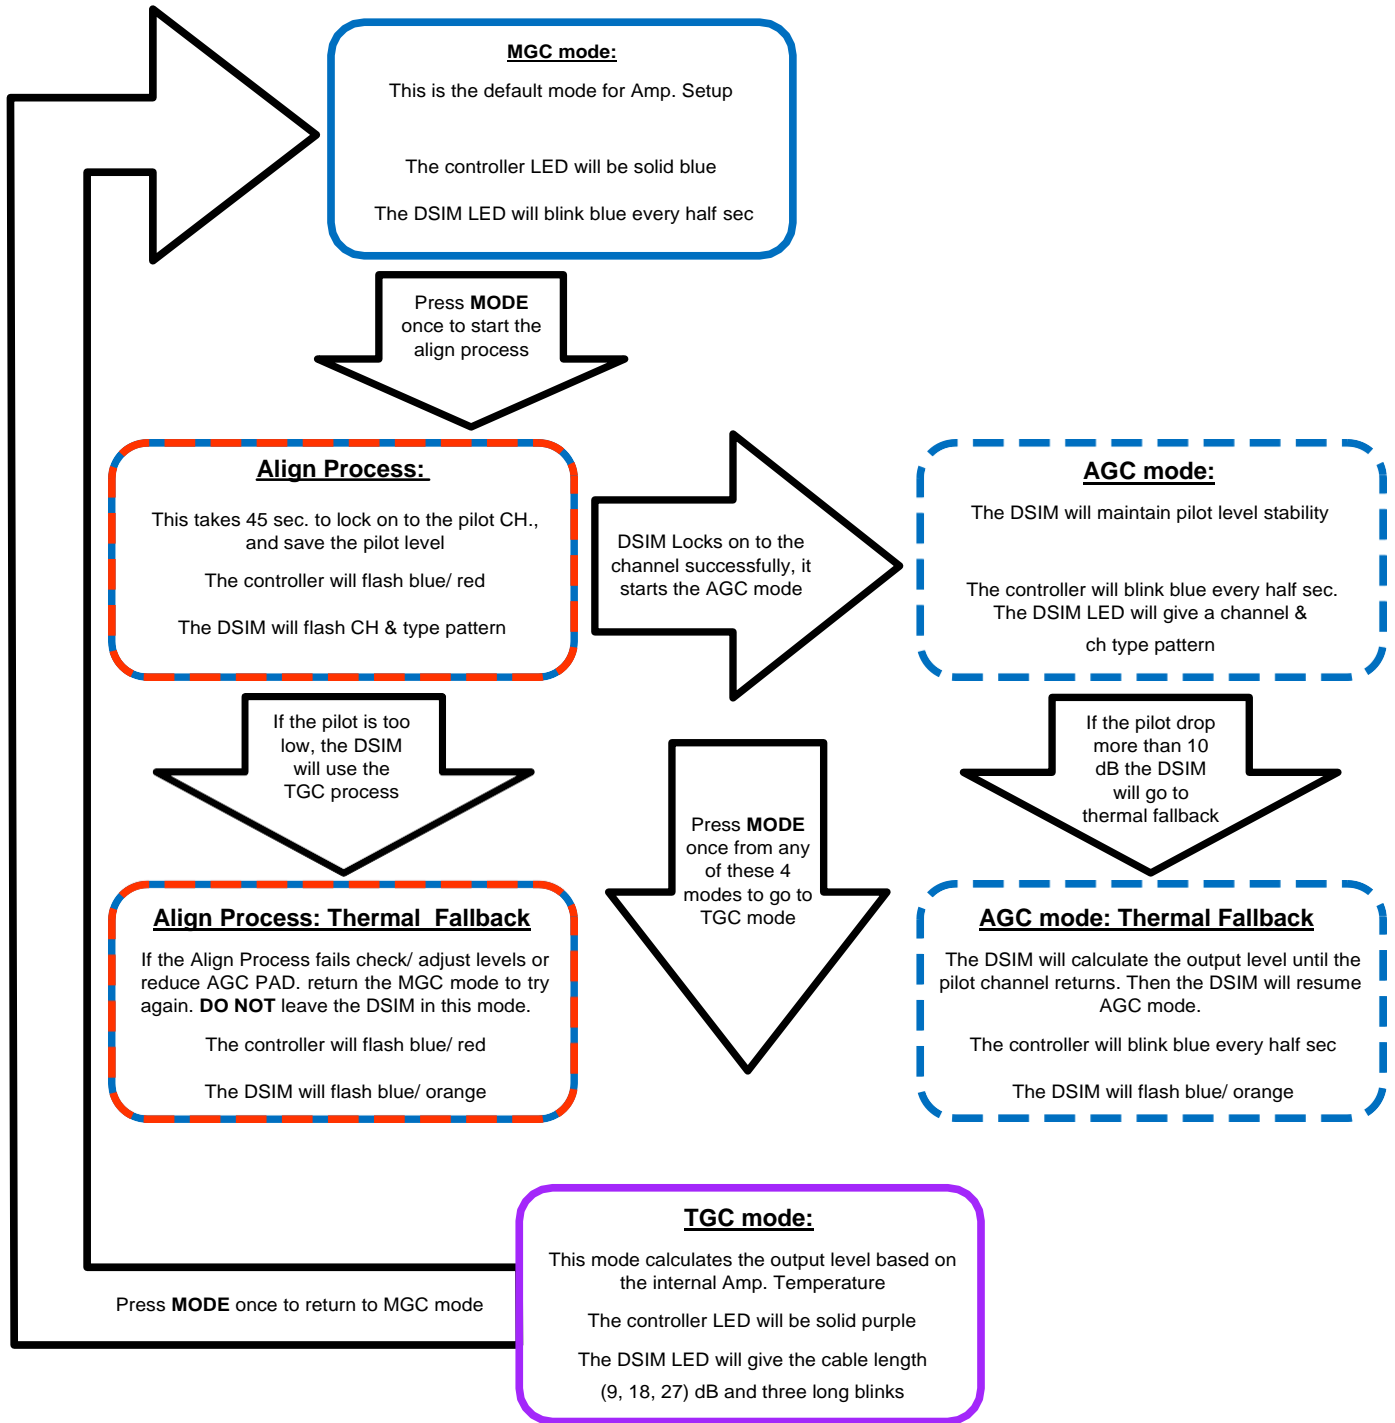 MGC mode:
This is the default mode for Amp. Setup
The controller LED will be solid blue
The DSIM LED will blink blue every half sec
Press MODE
once to start the
align process
Align Process:
This takes 45 sec. to lock on to the pilot CH.,
and save the pilot level
The controller will flash blue/ red
The DSIM will flash CH & type pattern
DSIM Locks on to the
channel successfully, it
starts the AGC mode
AGC mode:
The DSIM will maintain pilot level stability
The controller will blink blue every half sec.
The DSIM LED will give a channel &
ch type pattern
If the pilot is too
low, the DSIM
will use the
TGC process
Press MODE
once from any
of these 4
modes to go to
TGC mode
If the pilot drop
more than 10
dB the DSIM
will go to
thermal fallback
Align Process: Thermal Fallback
If the Align Process fails check/ adjust levels or
reduce AGC PAD. return the MGC mode to try
again. DO NOT leave the DSIM in this mode.
The controller will flash blue/ red
The DSIM will flash blue/ orange
AGC mode: Thermal Fallback
The DSIM will calculate the output level until the
pilot channel returns. Then the DSIM will resume
AGC mode.
The controller will blink blue every half sec
The DSIM will flash blue/ orange
TGC mode:
This mode calculates the output level based on
the internal Amp. Temperature
The controller LED will be solid purple
The DSIM LED will give the cable length
(9, 18, 27) dB and three long blinks
Press MODE once to return to MGC mode